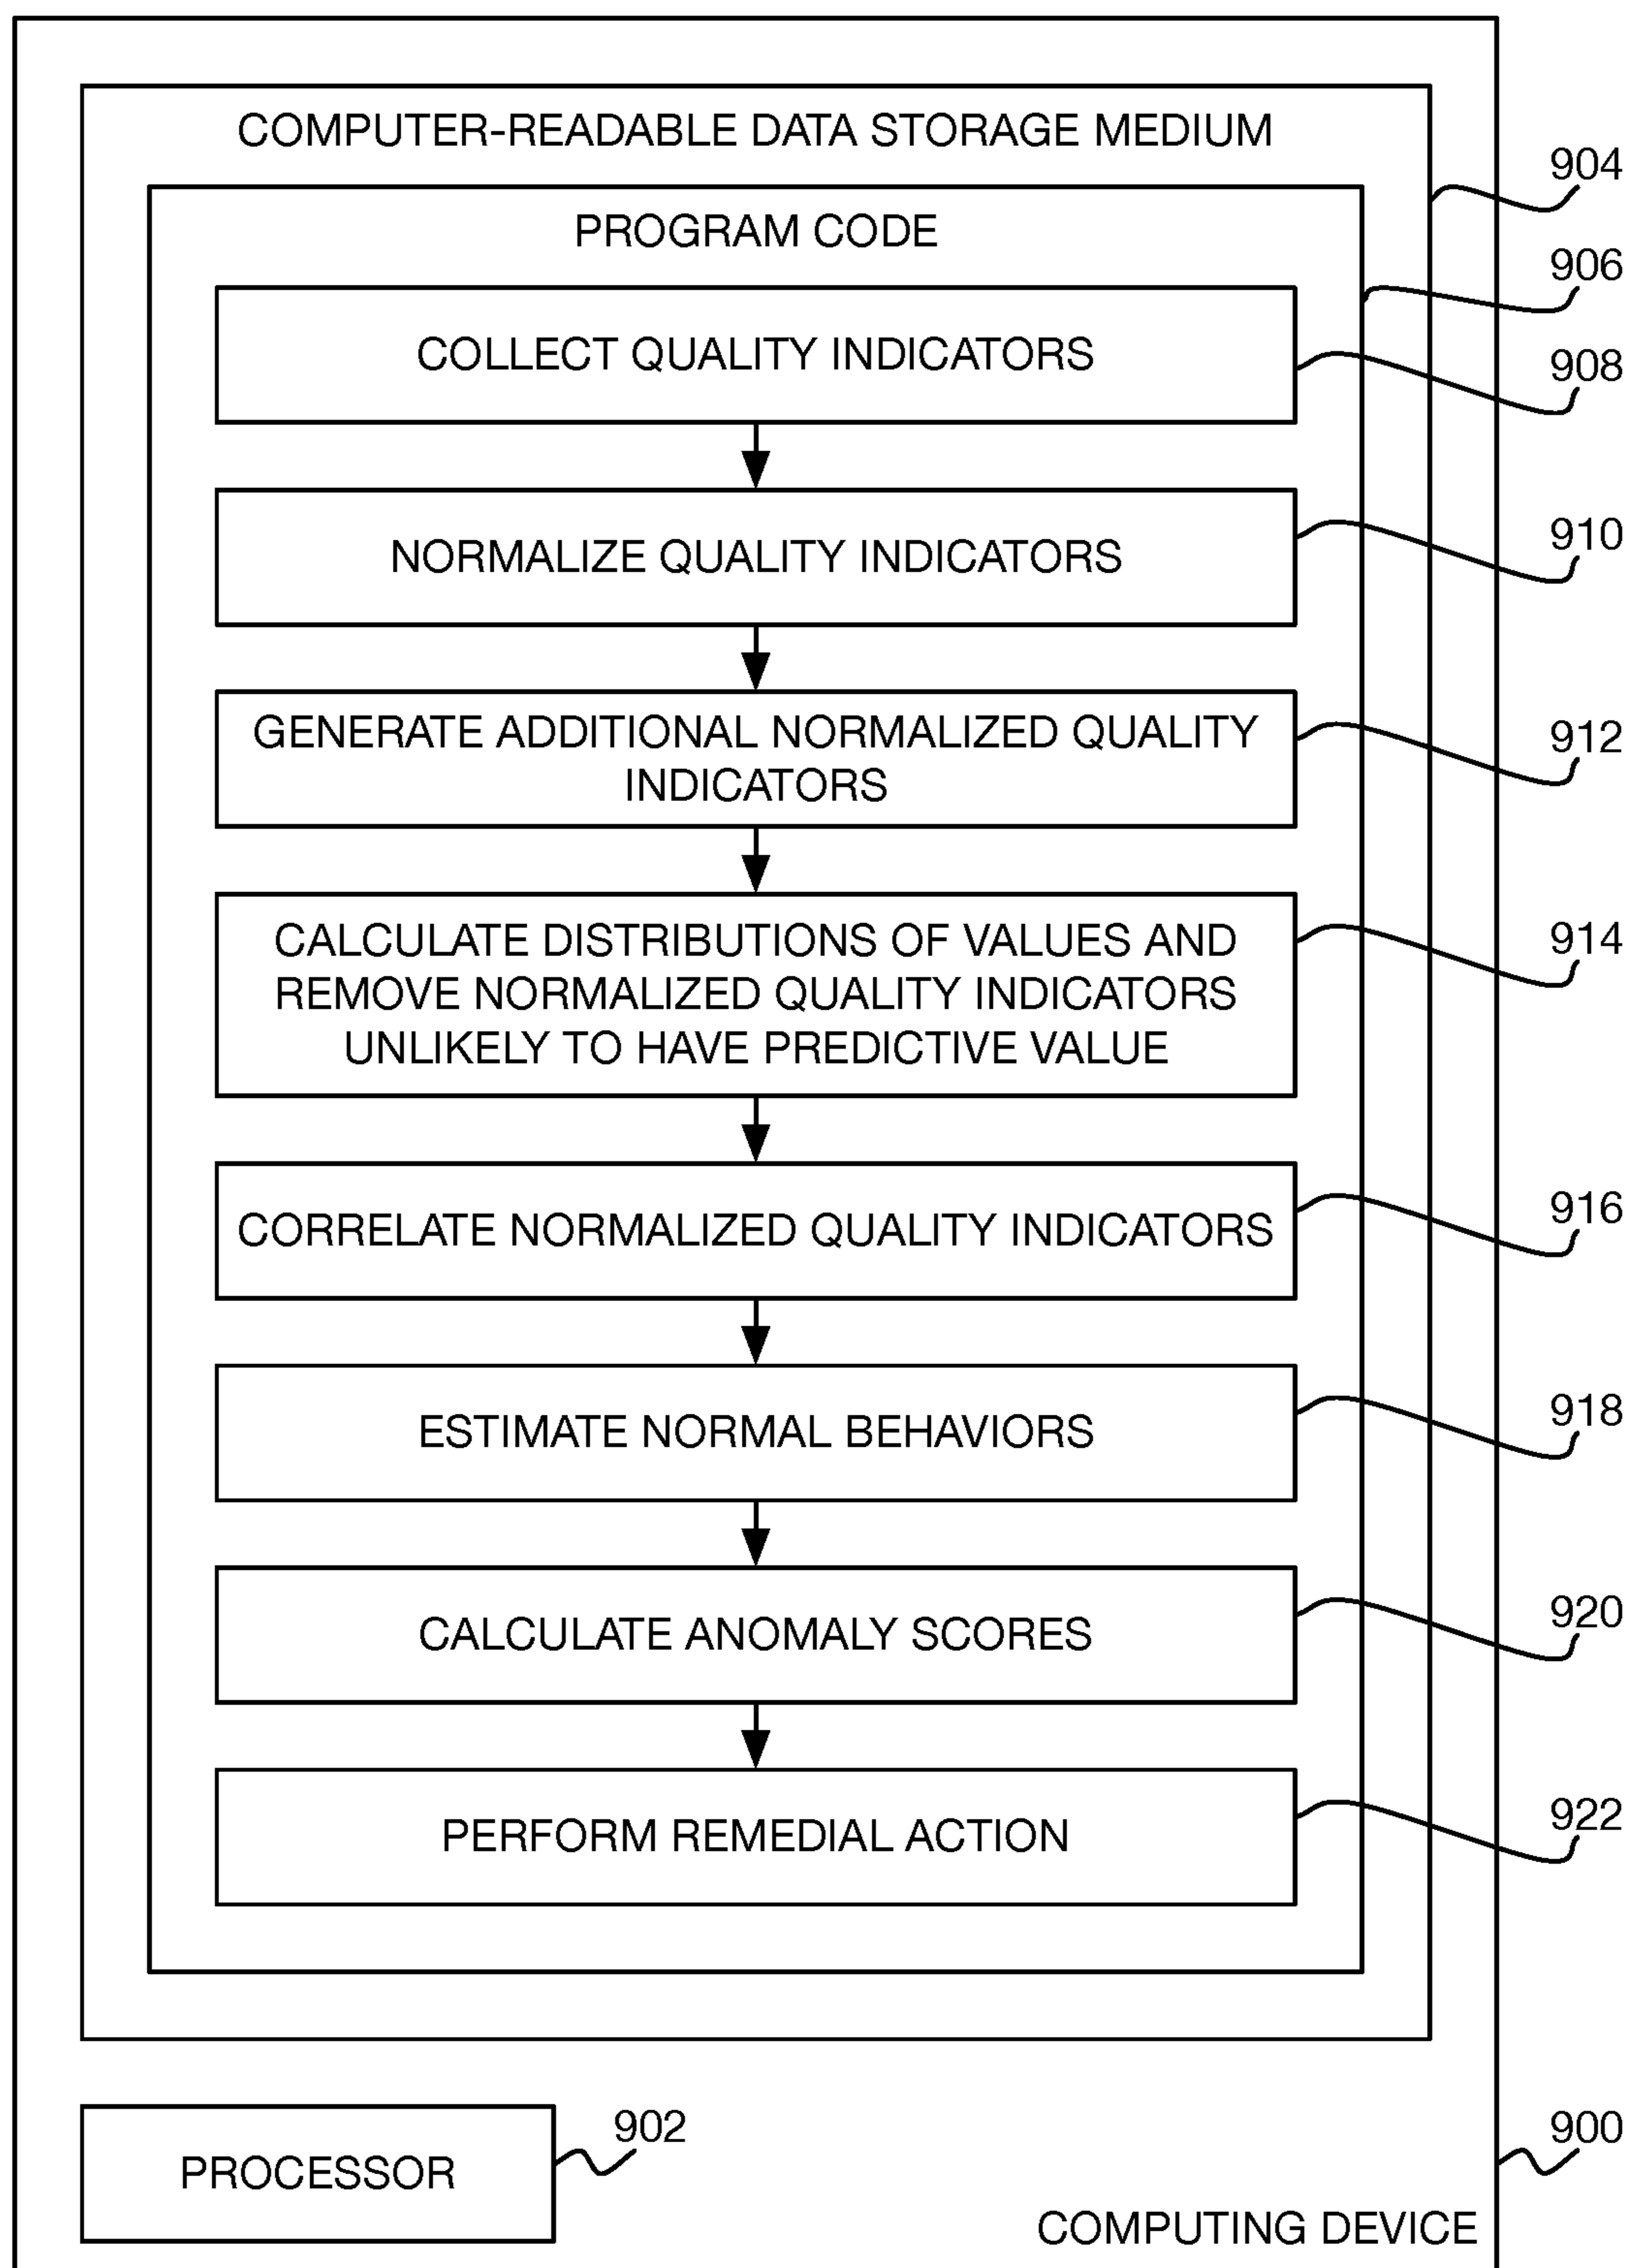 COMPUTER-READABLE DATA STORAGE MEDIUM
904
PROGRAM CODE
906
COLLECT QUALITY INDICATORS
908
NORMALIZE QUALITY INDICATORS
910
GENERATE ADDITIONAL NORMALIZED QUALITY
INDICATORS
912
CALCULATE DISTRIBUTIONS OF VALUES AND
REMOVE NORMALIZED QUALITY INDICATORS
UNLIKELY TO HAVE PREDICTIVE VALUE
914
CORRELATE NORMALIZED QUALITY INDICATORS
916
ESTIMATE NORMAL BEHAVIORS
918
CALCULATE ANOMALY SCORES
920
PERFORM REMEDIAL ACTION
922
PROCESSOR
902
900
COMPUTING DEVICE